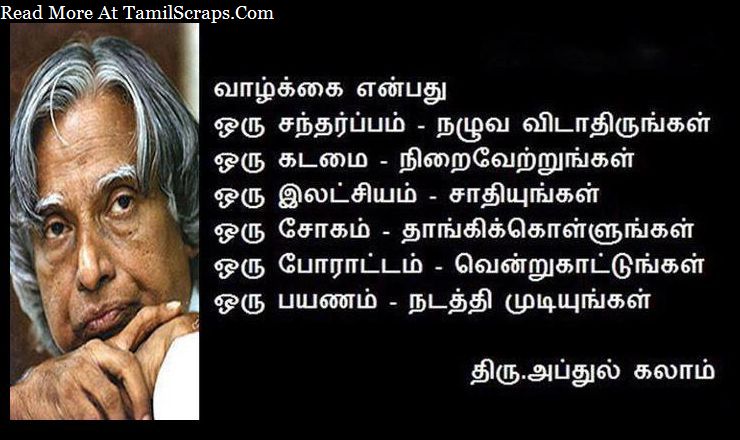 Read More At TamilScraps.Com
வாழ்க்கை என்பது
ஒரு சந்தர்ப்பம் - நழுவ விடாதிருங்கள்
ஒரு கடமை - நிறைவேற்றுங்கள்
ஒரு இலட்சியம் - சாதியுங்கள்
ஒரு சோகம் - தாங்கிக்கொள்ளுங்கள்
ஒரு போராட்டம் - வென்றுகாட்டுங்கள்
ஒரு பயணம் - நடத்தி முடியுங்கள்
திரு.அப்துல் கலாம்